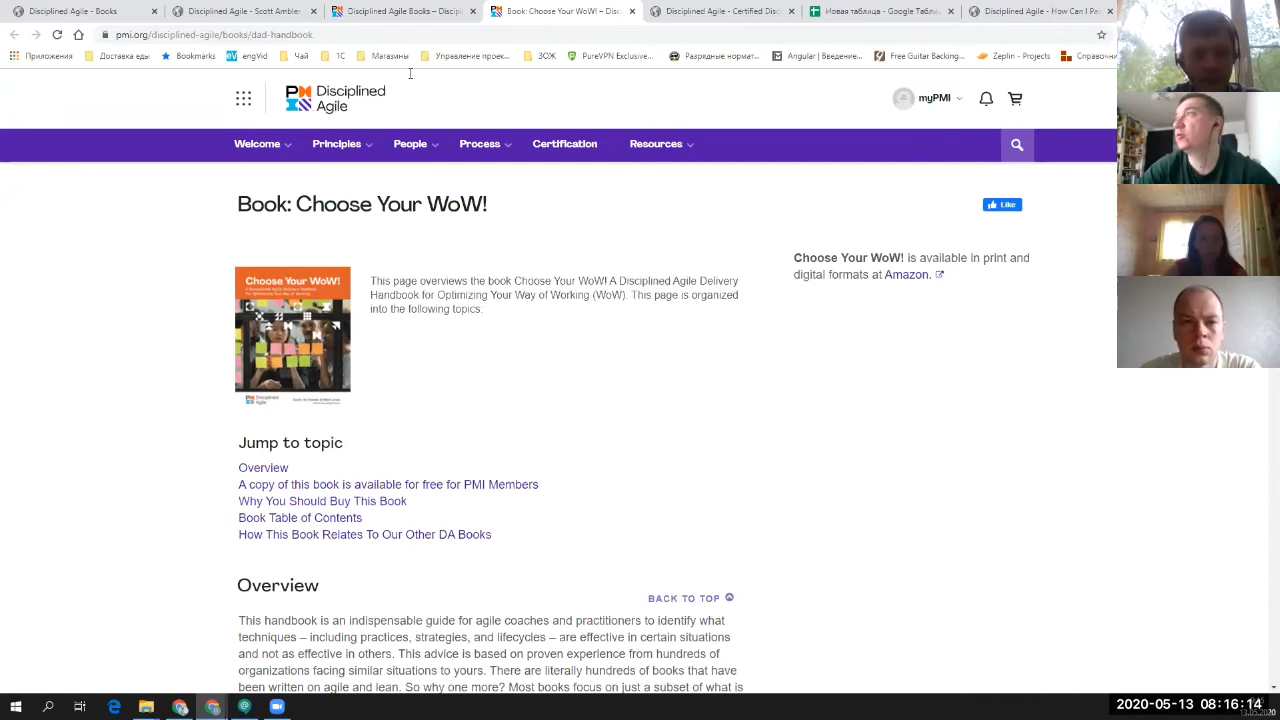 Disciplined Agile - Books
Disciplined Agile - Scott Ambler
Disciplined Agile Books – Discipl
Book: Choose Your WoW! – Disc
Disciplined Agile - Certified Disc
Новая таблица - Google Табли
Disciplined Agile - How Can I Pa
pmi.org/disciplined-agile/books/dad-handbook
Приложения
Доставка еды
Bookmarks
engVid
Чай
1C
Магазины
Управление проек...
ЗОЖ
PureVPN Exclusive...
Разрядные нормат...
Angular | Введение...
Free Guitar Backing...
Zeplin - Projects
Справочник
Disciplined
Agile
myPMI
Welcome
Principles
People
Process
Certification
Resources
Book: Choose Your WoW!
Like
Choose Your WoW! is available in print and
digital formats at Amazon.
Choose Your WoW!
This page overviews the book Choose Your WoW! A Disciplined Agile Delivery
Handbook for Optimizing Your Way of Working (WoW). This page is organized
into the following topics:
Disciplined
Agile
Jump to topic
Overview
A copy of this book is available for free for PMI Members
Why You Should Buy This Book
Book Table of Contents
How This Book Relates To Our Other DA Books
Overview
BACK TO TOP
This handbook is an indispensable guide for agile coaches and practitioners to identify what
techniques – including practices, strategies, and lifecycles – are effective in certain situations
and not as effective in others. This advice is based on proven experience from hundreds of
organizations facing similar situations to yours. There are literally hundreds of books that have
been written on agile and lean. So why one more? Most books focus on just a subset of what is
2020-05-13 08:16:14
13.05.2020